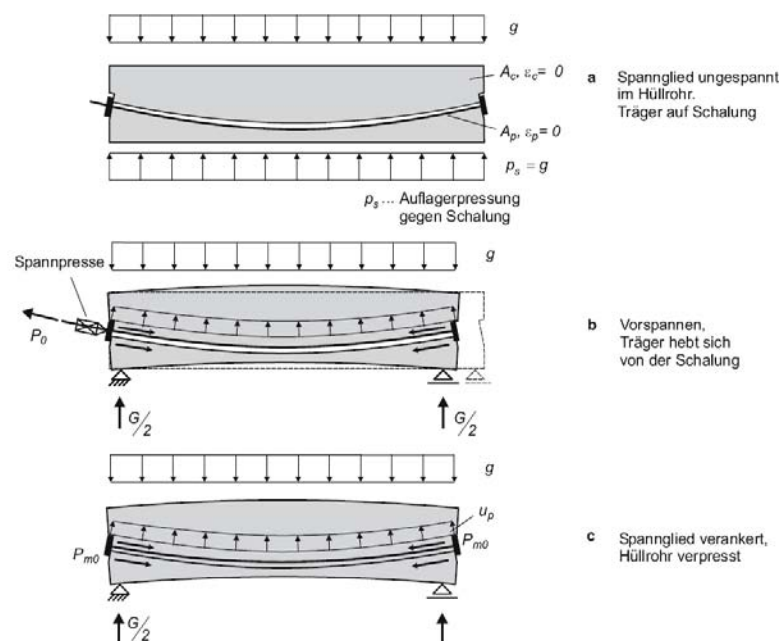 g
A_c, ε_c = 0
a Spannglied ungespannt
im Hüllrohr.
Träger auf Schalung
A_p, ε_p = 0
p_s = g
p_s ... Auflagerpressung
gegen Schalung
g
Spannpresse
P_0
b Vorspannen,
Träger hebt sich
von der Schalung
G/2
G/2
g
u_p
P_m0
P_m0
c Spannglied verankert,
Hüllrohr verpresst
G/2